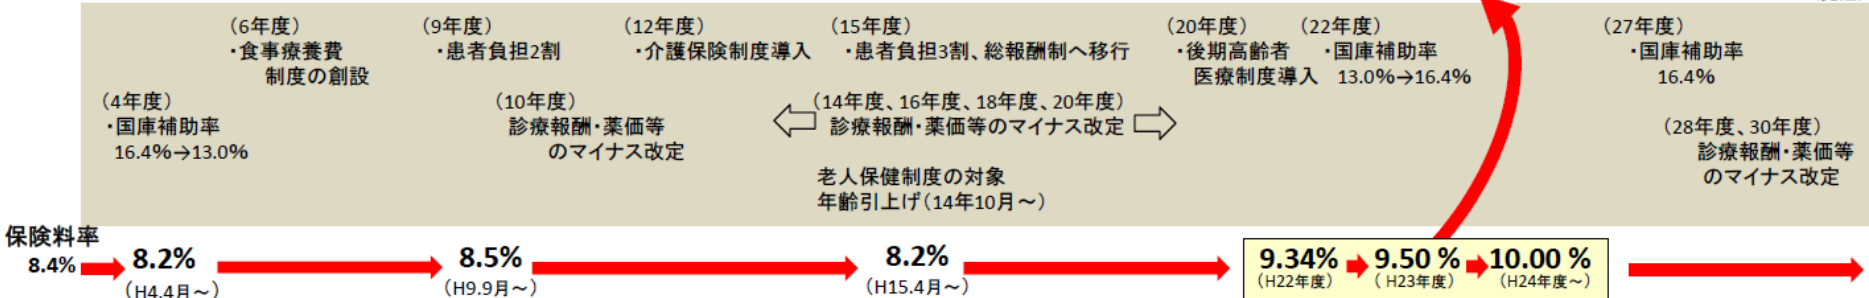 （6年度）
・食事療養費
制度の創設
（9年度）
・患者負担2割
（12年度）
・介護保険制度導入
（15年度）
・患者負担3割、総報酬制へ移行
（20年度）
・後期高齢者
医療制度導入
（22年度）
・国庫補助率
13.0%→16.4%
（27年度）
・国庫補助率
16.4%
（4年度）
・国庫補助率
16.4%→13.0%
（10年度）
診療報酬・薬価等
のマイナス改定
（14年度、16年度、18年度、20年度）
診療報酬・薬価等のマイナス改定
（28年度、30年度）
診療報酬・薬価等
のマイナス改定
老人保健制度の対象
年齢引上げ（14年10月～）
保険料率
8.4%
8.2%
（H4.4月～）
8.5%
（H9.9月～）
8.2%
（H15.4月～）
9.34%
（H22年度）
9.50 %
（ H23年度）
10.00 %
（H24年度～）